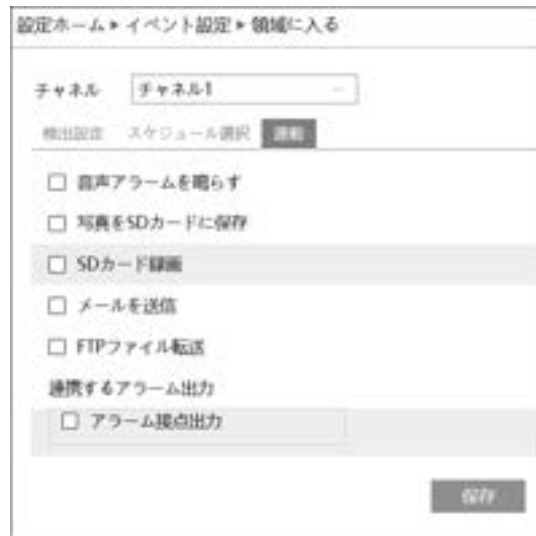 設定ホーム▶イベント設定▶領域に入る
チャネル チャネル1
検出設定 スケジュール選択 連動
音声アラームを鳴らす
写真をSDカードに保存
SDカード録画
メールを送信
FTPファイル転送
連携するアラーム出力
アラーム接点出力
保存